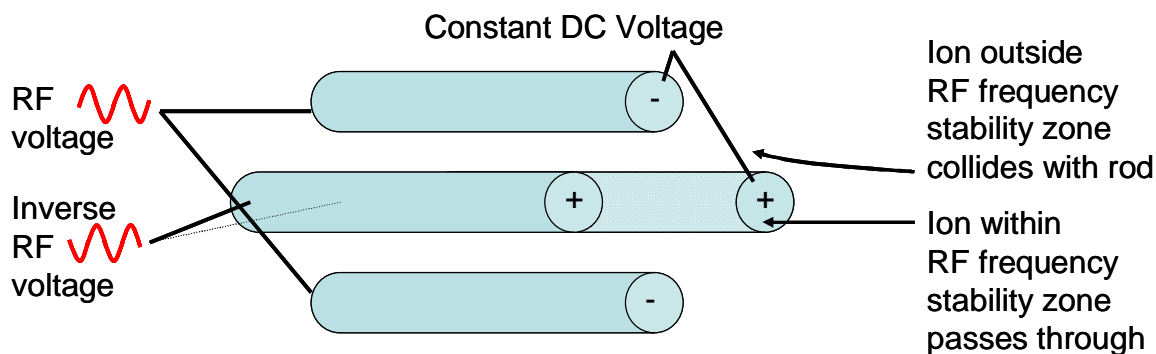 Constant DC Voltage
RF
voltage
Inverse
RF
voltage
-
+
+
-
Ion outside
RF frequency
stability zone
collides with rod
Ion within
RF frequency
stability zone
passes through